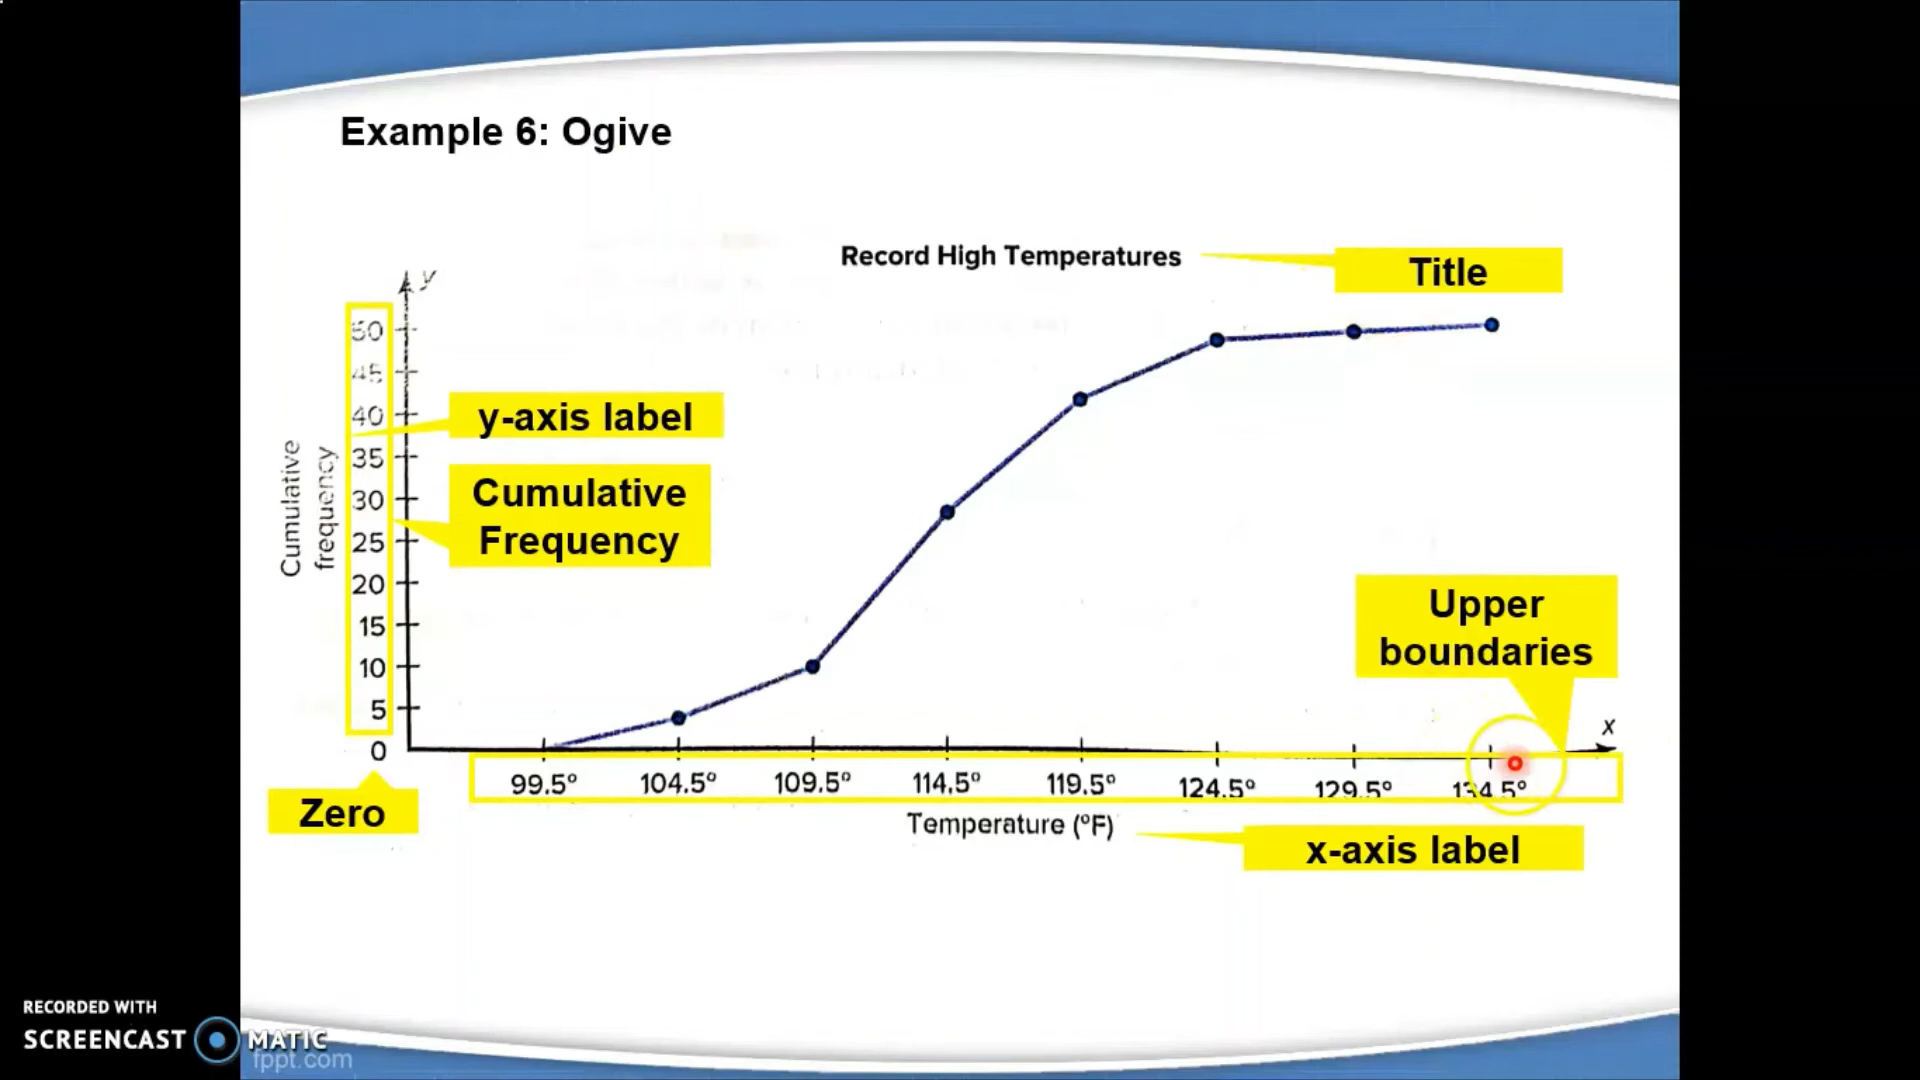 Example 6: Ogive
Record High Temperatures
Title
y
50
45
40
35
30
25
20
15
10
5
0
Cumulative
frequency
y-axis label
Cumulative
Frequency
Upper
boundaries
x
99.5° 104.5° 109.5° 114.5° 119.5° 124.5° 129.5° 134.5°
Zero
Temperature (°F)
x-axis label
RECORDED WITH
SCREENCAST MATIC
fppt.com